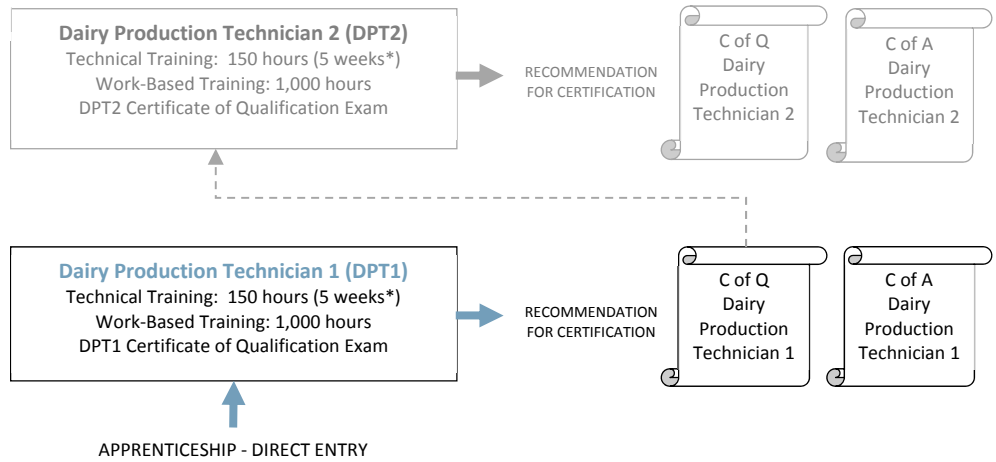 Dairy Production Technician 2 (DPT2)
Technical Training: 150 hours (5 weeks*)
Work-Based Training: 1,000 hours
DPT2 Certificate of Qualification Exam
RECOMMENDATION
FOR CERTIFICATION
C of Q
Dairy
Production
Technician 2
C of A
Dairy
Production
Technician 2
Dairy Production Technician 1 (DPT1)
Technical Training: 150 hours (5 weeks*)
Work-Based Training: 1,000 hours
DPT1 Certificate of Qualification Exam
RECOMMENDATION
FOR CERTIFICATION
C of Q
Dairy
Production
Technician 1
C of A
Dairy
Production
Technician 1
APPRENTICESHIP - DIRECT ENTRY